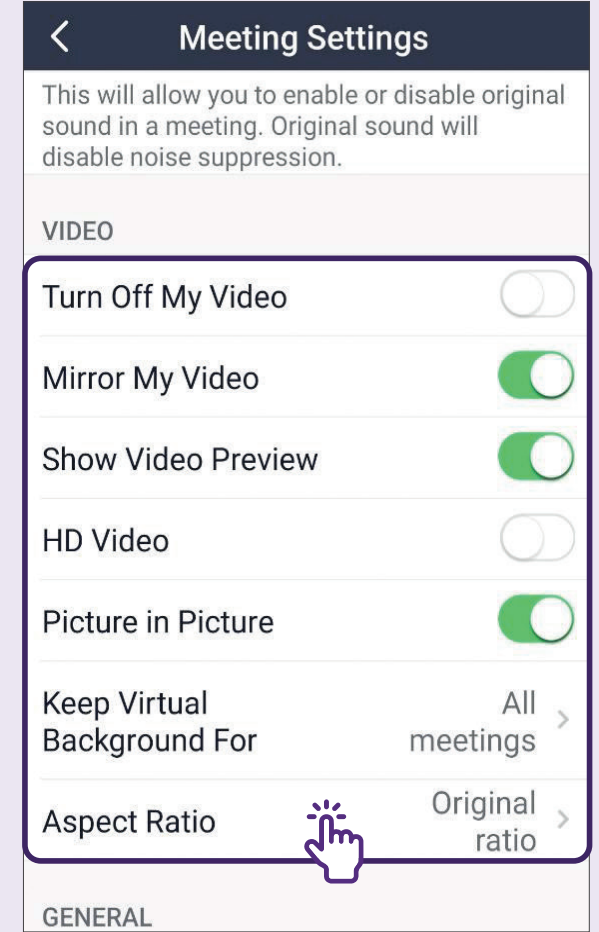 Meeting Settings
This will allow you to enable or disable original
sound in a meeting. Original sound will
disable noise suppression.
VIDEO
Turn Off My Video
Mirror My Video
Show Video Preview
HD Video
Picture in Picture
Keep Virtual
Background For
All
meetings
Aspect Ratio
Original
ratio
GENERAL